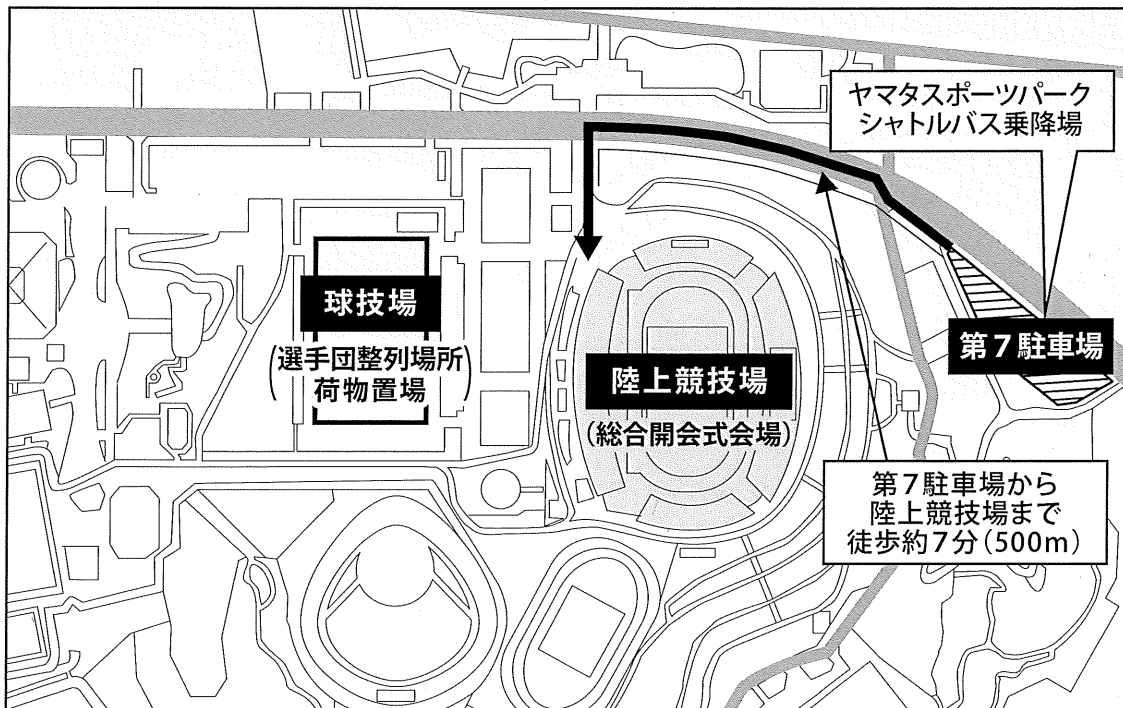 ヤマタスポーツパーク
シャトルバス乗降場
球技場
(選手団整列場所
荷物置場)
陸上競技場
(総合開会式会場)
第7駐車場
第7駐車場から
陸上競技場まで
徒歩約7分(500m)